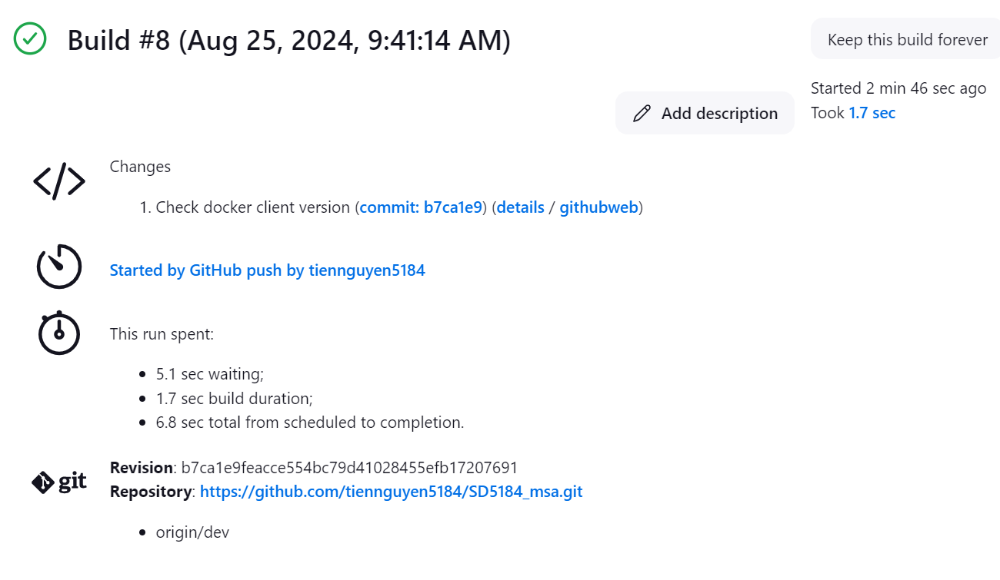 Build #8 (Aug 25, 2024, 9:41:14 AM)
Keep this build forever
Add description
Started 2 min 46 sec ago
Took 1.7 sec
Changes
1. Check docker client version (commit: b7ca1e9) (details / githubweb)
Started by GitHub push by tiennguyen5184
This run spent:
• 5.1 sec waiting;
• 1.7 sec build duration;
• 6.8 sec total from scheduled to completion.
git
Revision: b7ca1e9feacce554bc79d41028455efb17207691
Repository: https://github.com/tiennguyen5184/SD5184_msa.git
• origin/dev